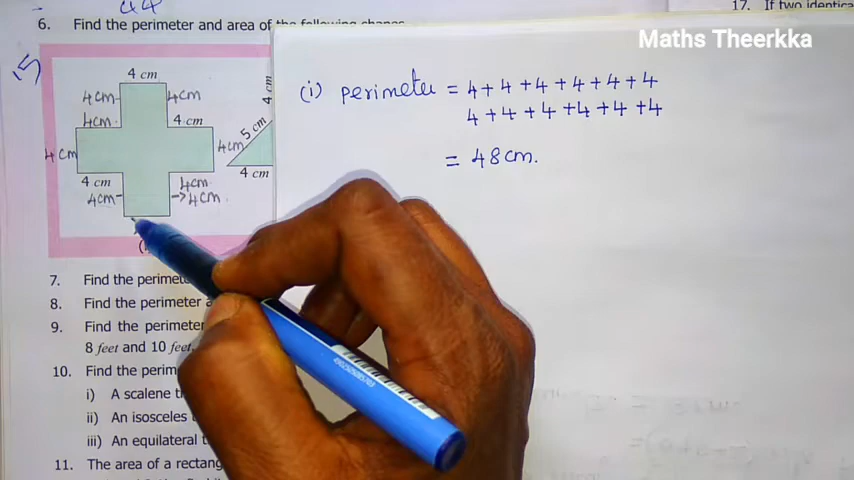 17. If two identica
6. Find the perimeter and area of the following shapes
Maths Theerkka
15
4 cm
4cm
4cm
4cm
4 cm
4 cm
4cm
4 cm
4cm
4cm
4cm
4 cm
5 cm
4cm
4 cm
(i) perimeter = 4+4+4+4+4+4
4+4+4+4+4+4
= 48cm.
7. Find the perimete
8. Find the perimeter a
9. Find the perimeter
8 feet and 10 feet.
10. Find the perim
i) A scalene t
ii) An isosceles
iii) An equilateral t
11. The area of a rectang